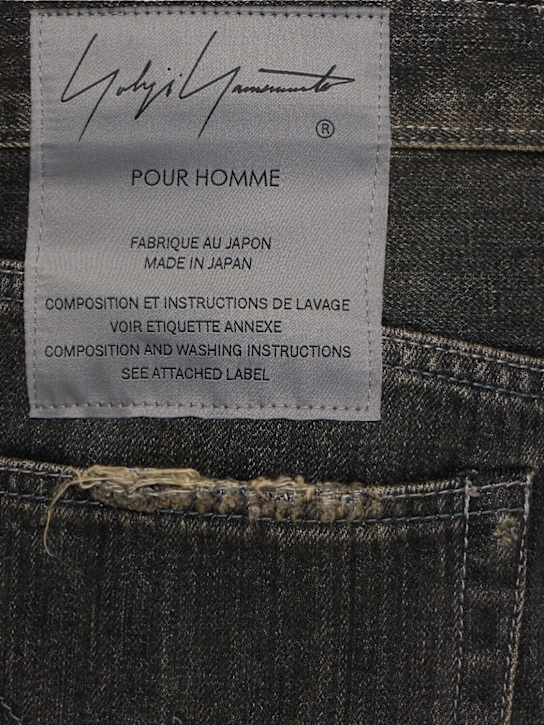 Yohji Yamamoto
®
POUR HOMME
FABRIQUE AU JAPON
MADE IN JAPAN
COMPOSITION ET INSTRUCTIONS DE LAVAGE
VOIR ETIQUETTE ANNEXE
COMPOSITION AND WASHING INSTRUCTIONS
SEE ATTACHED LABEL